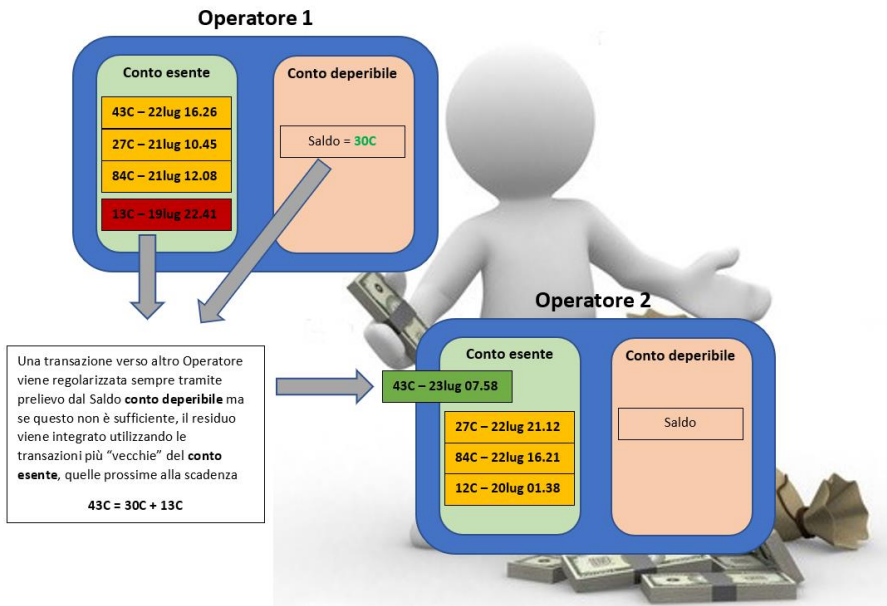 Operatore 1
Conto esente
Conto deperibile
43C – 22lug 16.26
27C – 21lug 10.45
84C – 21lug 12.08
13C – 19lug 22.41
Saldo = 30C
Una transazione verso altro Operatore
viene regolarizzata sempre tramite
prelievo dal Saldo conto deperibile ma
se questo non è sufficiente, il residuo
viene integrato utilizzando le
transazioni più “vecchie” del conto
esente, quelle prossime alla scadenza
43C = 30C + 13C
Operatore 2
Conto esente
Conto deperibile
43C – 23lug 07.58
27C – 22lug 21.12
84C – 22lug 16.21
12C – 20lug 01.38
Saldo